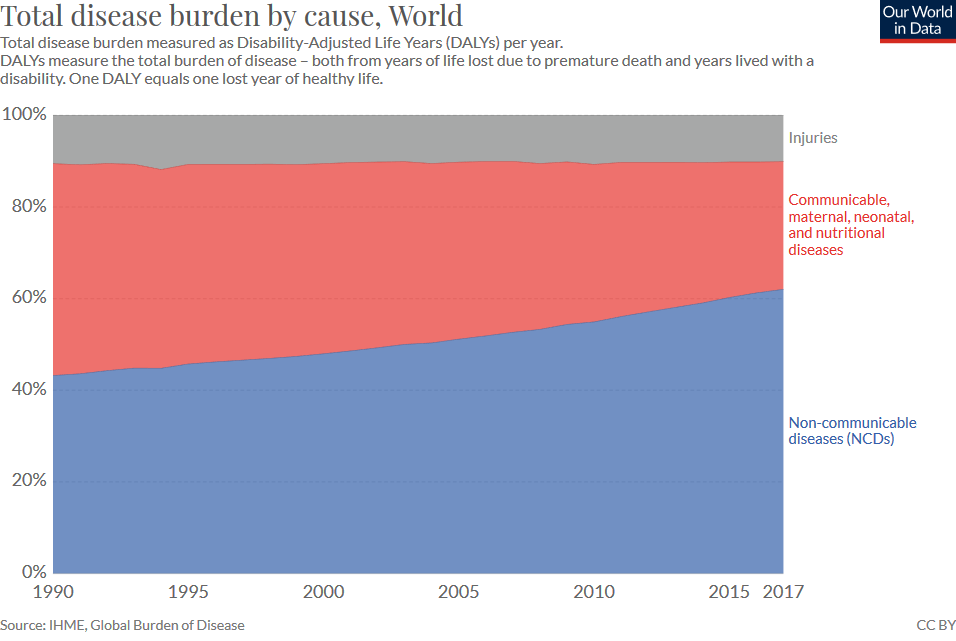 Total disease burden by cause, World
Our World
in Data
Total disease burden measured as Disability-Adjusted Life Years (DALYs) per year.
DALYs measure the total burden of disease – both from years of life lost due to premature death and years lived with a
disability. One DALY equals one lost year of healthy life.
100%
80%
60%
40%
20%
0%
Injuries
Communicable,
maternal, neonatal,
and nutritional
diseases
Non-communicable
diseases (NCDs)
1990 1995 2000 2005 2010 2015 2017
Source: IHME, Global Burden of Disease
CC BY